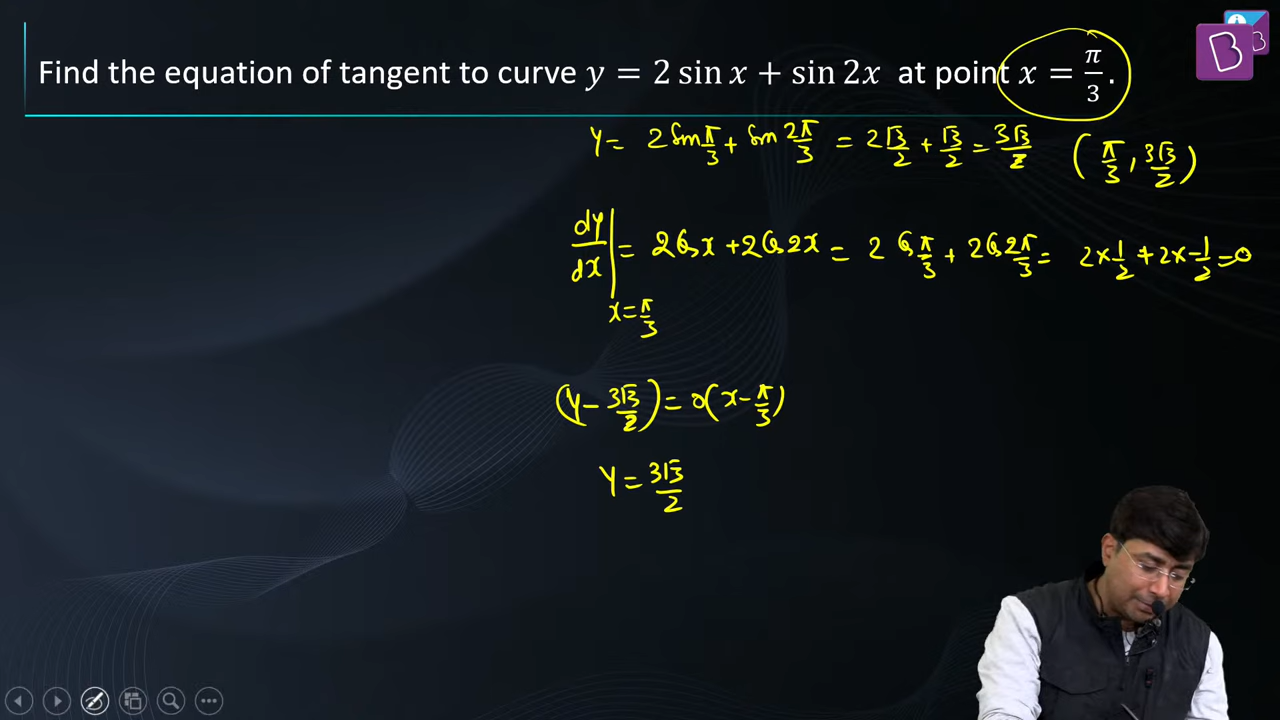 Find the equation of tangent to curve y = 2 sin x + sin 2x at point x = π/3.
Y = 2 Sin π/3 + Sin 2π/3 = 2√3/2 + √3/2 = 3√3/2 (π/3, 3√3/2)
dy/dx | x=π/3 = 2 Cos x + 2 Cos 2x = 2 Cos π/3 + 2 Cos 2π/3 = 2×1/2 + 2×-1/2 = 0
(y - 3√3/2) = 0(x - π/3)
Y = 3√3/2
B